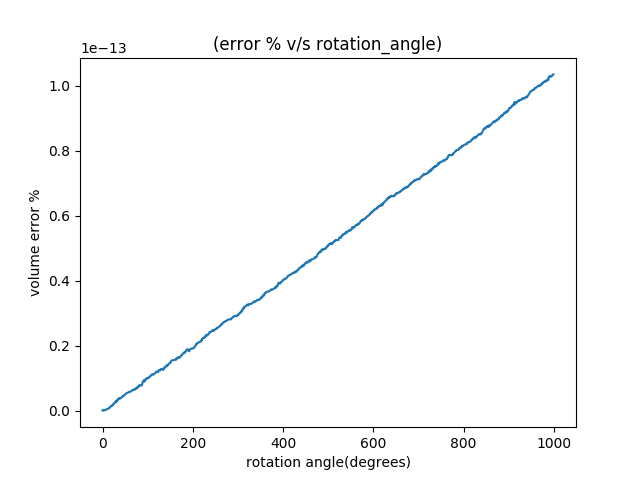 (error % v/s rotation_angle)
1e−13
1.0
0.8
0.6
0.4
0.2
0.0
volume error %
0 200 400 600 800 1000
rotation angle(degrees)